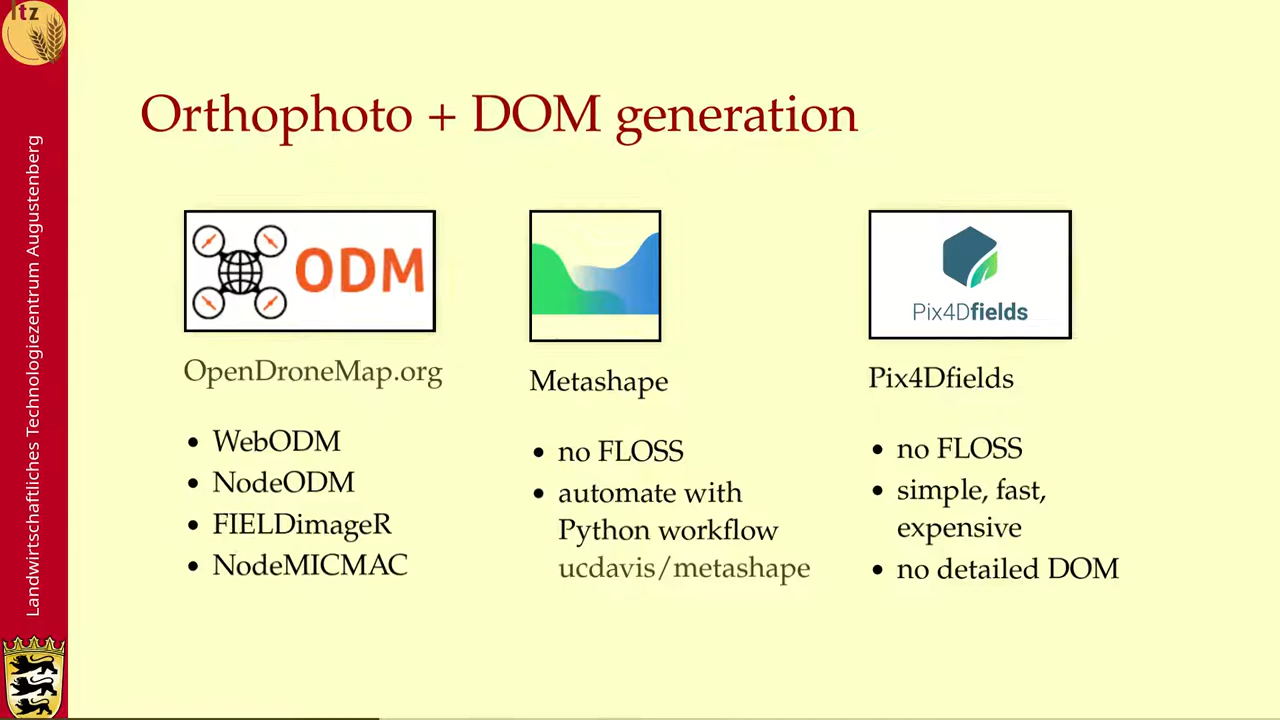 ltz
Landwirtschaftliches Technologiezentrum Augustenberg
Orthophoto + DOM generation
ODM
OpenDroneMap.org
• WebODM
• NodeODM
• FIELDimageR
• NodeMICMAC
Metashape
• no FLOSS
• automate with
Python workflow
ucdavis/metashape
Pix4Dfields
Pix4Dfields
• no FLOSS
• simple, fast,
expensive
• no detailed DOM